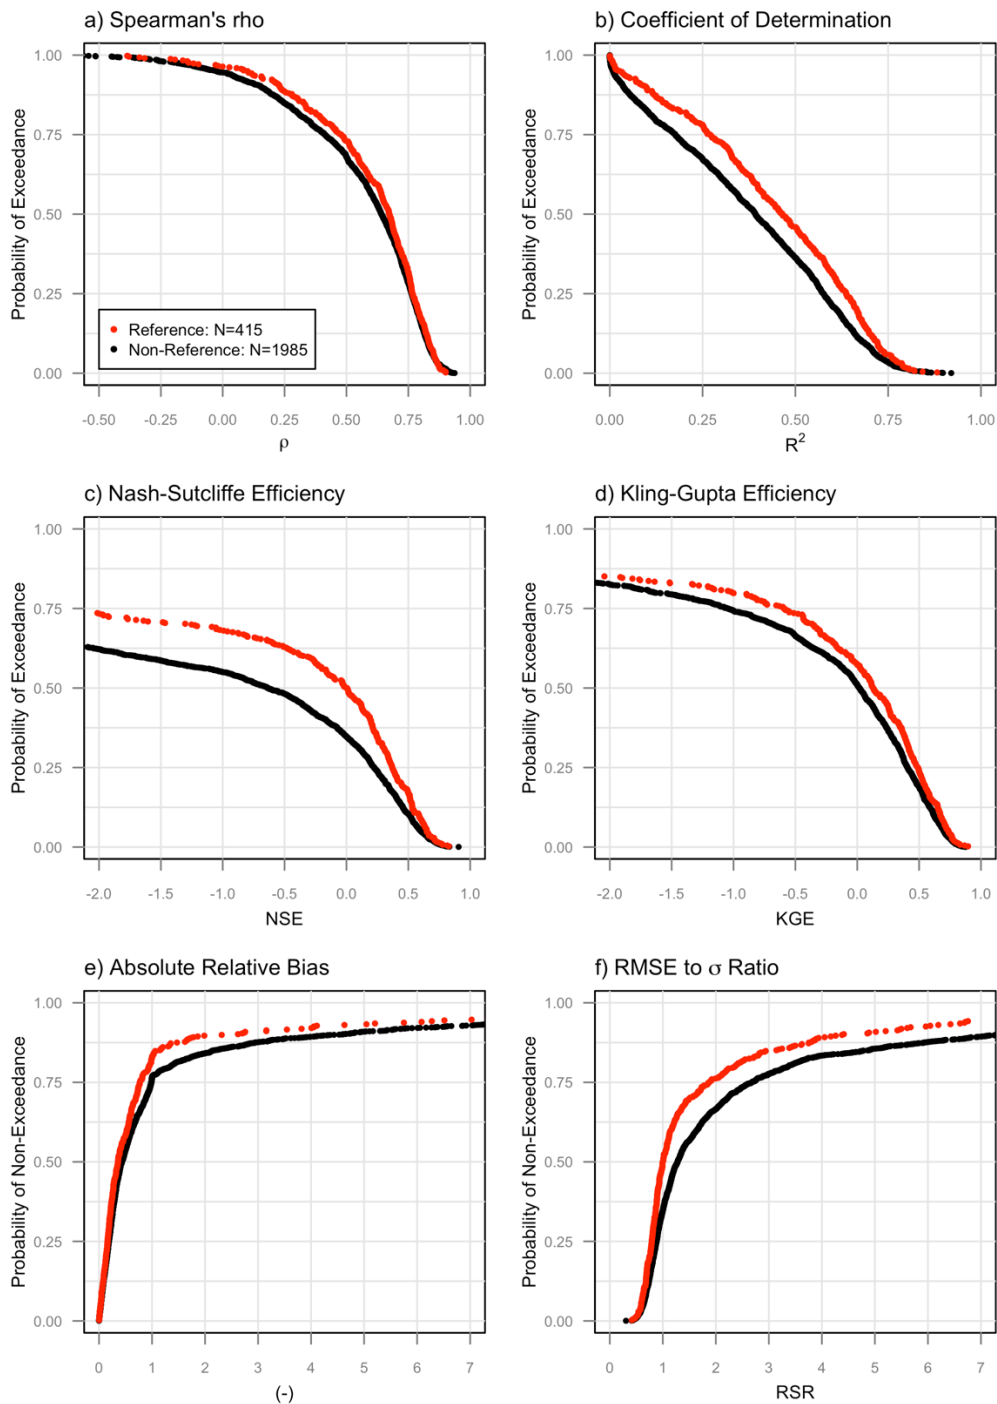 a) Spearman's rho
Probability of Exceedance
1.00
0.75
0.50
0.25
0.00
Reference: N=415
Non-Reference: N=1985
-0.50 -0.25 0.00 0.25 0.50 0.75 1.00
ρ
b) Coefficient of Determination
Probability of Exceedance
1.00
0.75
0.50
0.25
0.00
0.00 0.25 0.50 0.75 1.00
R²
c) Nash-Sutcliffe Efficiency
Probability of Exceedance
1.00
0.75
0.50
0.25
0.00
-2.0 -1.5 -1.0 -0.5 0.0 0.5 1.0
NSE
d) Kling-Gupta Efficiency
Probability of Exceedance
1.00
0.75
0.50
0.25
0.00
-2.0 -1.5 -1.0 -0.5 0.0 0.5 1.0
KGE
e) Absolute Relative Bias
Probability of Non-Exceedance
1.00
0.75
0.50
0.25
0.00
0 1 2 3 4 5 6 7
(-)
f) RMSE to σ Ratio
Probability of Non-Exceedance
1.00
0.75
0.50
0.25
0.00
0 1 2 3 4 5 6 7
RSR